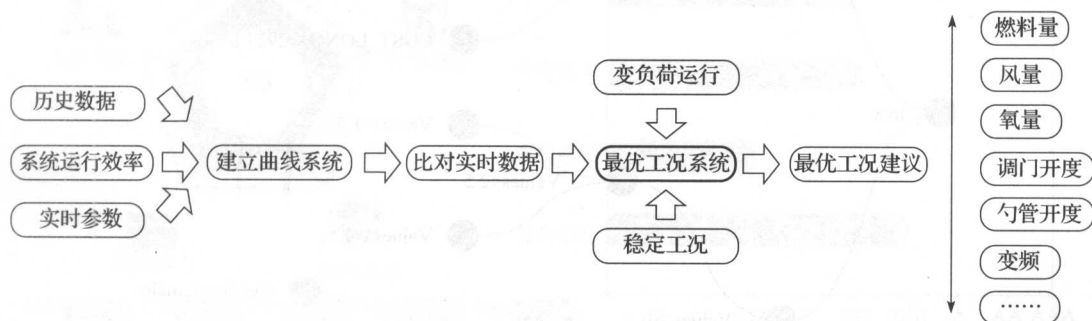 历史数据
系统运行效率
实时参数
建立曲线系统
比对实时数据
变负荷运行
最优工况系统
稳定工况
最优工况建议
燃料量
风量
氧量
调门开度
勺管开度
变频
……